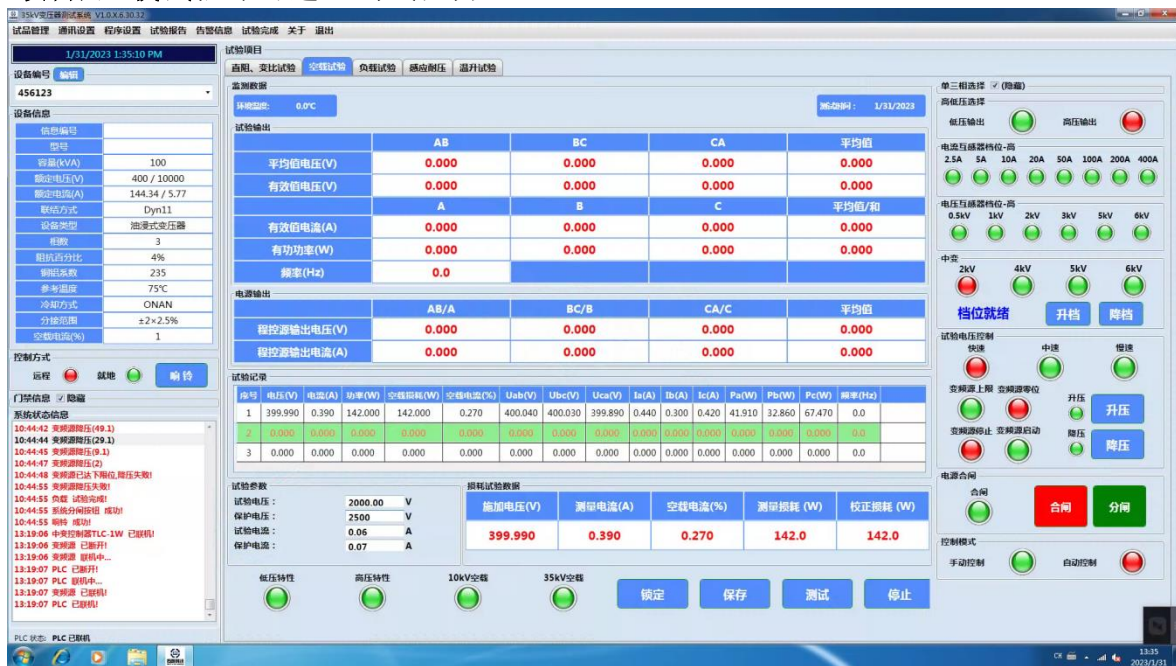 35kV变压器测试系统 V1.0.X.6.30.32
试品管理 通讯设置 程序设置 试验报告 告警信息 试验完成 关于 退出
1/31/2023 1:35:10 PM
设备编号 编辑
456123
设备信息
信息编号
型号
容量(kVA) 100
额定电压(V) 400 / 10000
额定电流(A) 144.34 / 5.77
联结方式 Dyn11
设备类型 油浸式变压器
相数 3
阻抗百分比 4%
铜铝系数 235
参考温度 75℃
冷却方式 ONAN
分接范围 ±2×2.5%
空载电流(%) 1
控制方式
远程 就地 响铃
门禁信息 隐藏
系统状态信息
10:44:42 变频源降压(49.1)
10:44:44 变频源降压(29.1)
10:44:45 变频源降压(9.1)
10:44:47 变频源降压(2)
10:44:48 变频源已达下限位,降压失败!
10:44:55 变频源降压失败!
10:44:55 负载 试验完成!
10:44:55 系统分闸按钮 成功!
10:44:55 响铃 成功!
13:19:06 中变控制器TLC-1W 已联机!
13:19:06 变频源 已断开!
13:19:06 变频源 联机中...
13:19:07 PLC 已断开!
13:19:07 PLC 联机中...
13:19:07 变频源 已联机!
13:19:07 PLC 已联机!
PLC 状态: PLC 已联机
试验项目
直阻、变比试验 空载试验 负载试验 感应耐压 温升试验
监测数据
环境温度: 0.0℃ 测试时间: 1/31/2023
试验输出
AB BC CA 平均值
平均值电压(V) 0.000 0.000 0.000 0.000
有效值电压(V) 0.000 0.000 0.000 0.000
A B C 平均值/和
有效值电流(A) 0.000 0.000 0.000 0.000
有功功率(W) 0.000 0.000 0.000 0.000
频率(Hz) 0.0
电源输出
AB/A BC/B CA/C 平均值
程控源输出电压(V) 0.000 0.000 0.000 0.000
程控源输出电流(A) 0.000 0.000 0.000 0.000
试验记录
序号 电压(V) 电流(A) 功率(W) 空载损耗(W) 空载电流(%) Uab(V) Ubc(V) Uca(V) Ia(A) Ib(A) Ic(A) Pa(W) Pb(W) Pc(W) 频率(Hz)
1 399.990 0.390 142.000 142.000 0.270 400.040 400.030 399.890 0.440 0.300 0.420 41.910 32.860 67.470 0.0
2 0.000 0.000 0.000 0.000 0.000 0.000 0.000 0.000 0.000 0.000 0.000 0.000 0.000 0.000 0.0
3 0.000 0.000 0.000 0.000 0.000 0.000 0.000 0.000 0.000 0.000 0.000 0.000 0.000 0.000 0.0
试验参数
试验电压: 2000.00 V
保护电压: 2500 V
试验电流: 0.06 A
保护电流: 0.07 A
损耗试验数据
施加电压(V) 测量电流(A) 空载电流(%) 测量损耗 (W) 校正损耗 (W)
399.990 0.390 0.270 142.0 142.0
低压特性 高压特性 10kV空载 35kV空载
锁定 保存 测试 停止
单三相选择 (隐藏)
高低压选择
低压输出 高压输出
电流互感器档位-高
2.5A 5A 10A 20A 50A 100A 200A 400A
电压互感器档位-高
0.5kV 1kV 2kV 3kV 5kV 6kV
中变
2kV 4kV 5kV 6kV
档位就绪 升档 降档
试验电压控制
快速 中速 慢速
变频源上限 变频源零位 升压 升压
变频源停止 变频源启动 降压 降压
电源合闸
合闸 合闸 分闸
控制模式
手动控制 自动控制
CH
13:35
2023/1/31